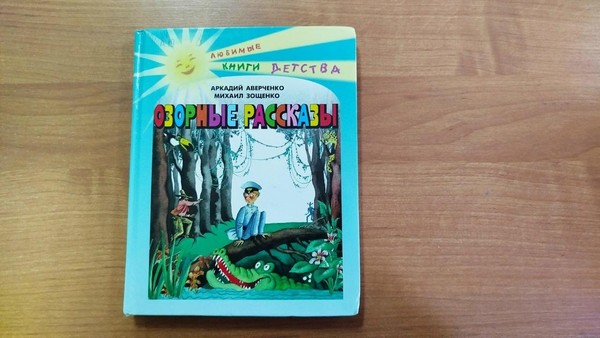 ЛЮБИМЫЕ
КНИГИ ДЕТСТВА
АРКАДИЙ АВЕРЧЕНКО
МИХАИЛ ЗОЩЕНКО
ОЗОРНЫЕ РАССКАЗЫ